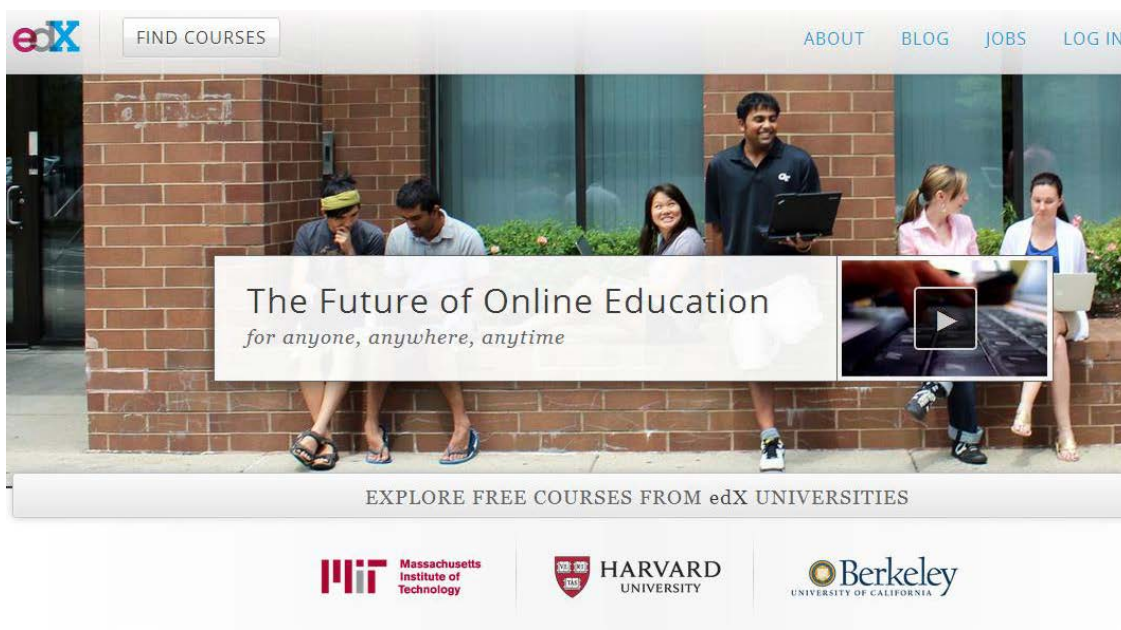 edX
FIND COURSES
ABOUT
BLOG
JOBS
LOG IN
The Future of Online Education
for anyone, anywhere, anytime
EXPLORE FREE COURSES FROM edX UNIVERSITIES
MIT
Massachusetts
Institute of
Technology
HARVARD
UNIVERSITY
Berkeley
UNIVERSITY OF CALIFORNIA